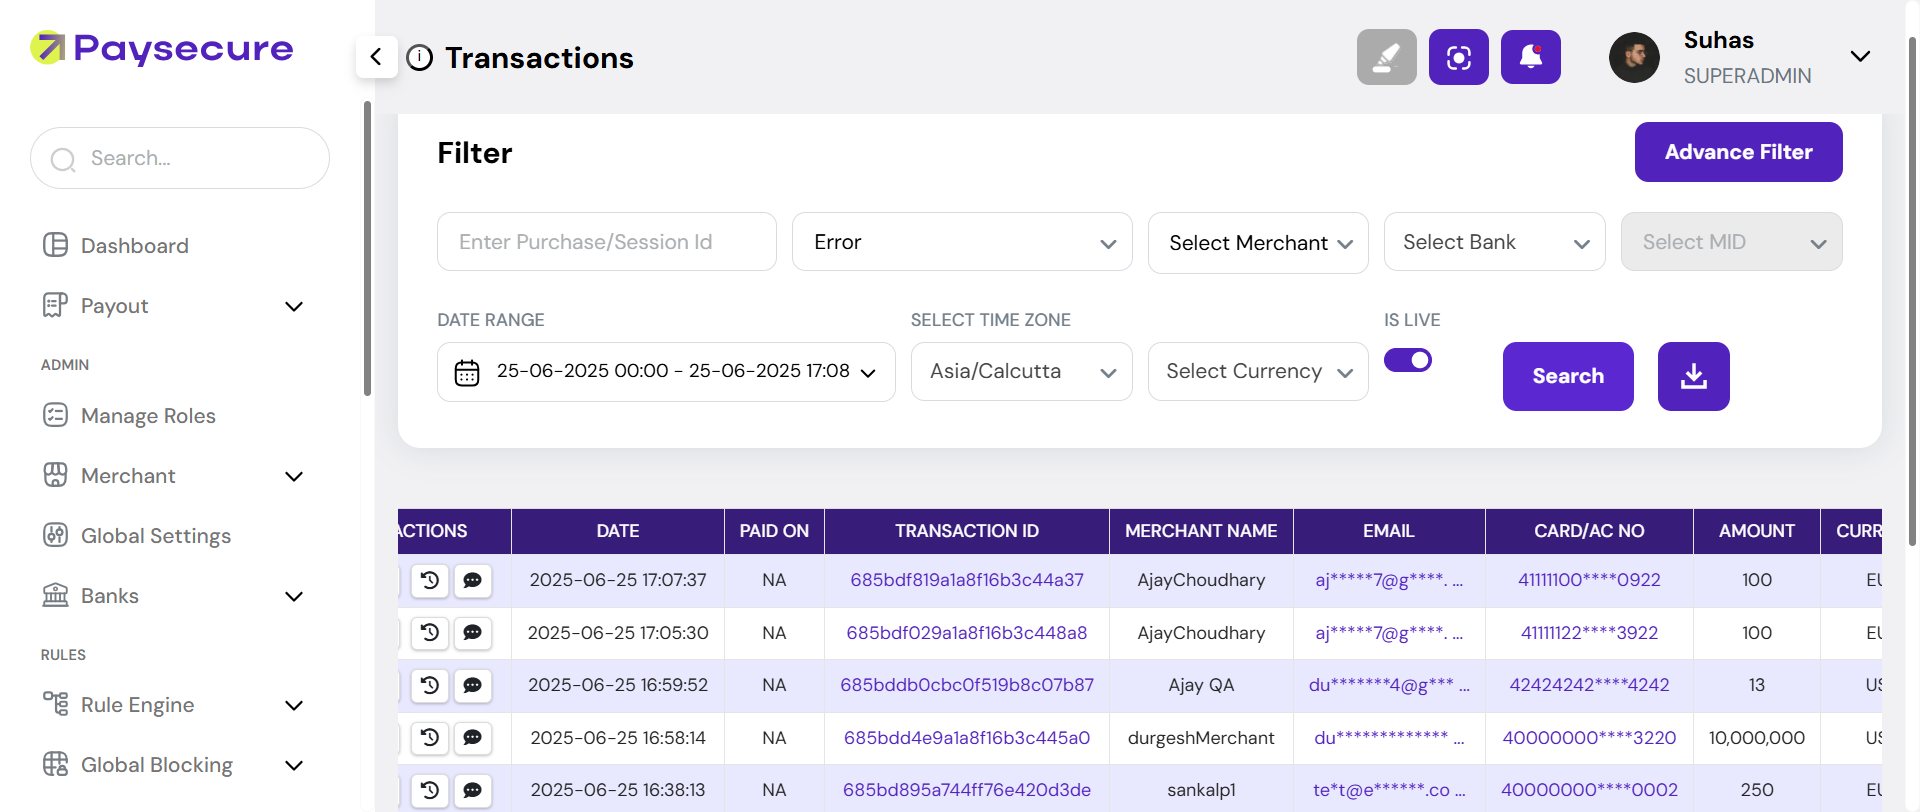 Paysecure
Search...
Dashboard
Payout
ADMIN
Manage Roles
Merchant
Global Settings
Banks
RULES
Rule Engine
Global Blocking
Transactions
Suhas
SUPERADMIN
Filter
Advance Filter
Enter Purchase/Session Id
Error
Select Merchant
Select Bank
Select MID
DATE RANGE
SELECT TIME ZONE
IS LIVE
25-06-2025 00:00 - 25-06-2025 17:08
Asia/Calcutta
Select Currency
Search
ACTIONS DATE PAID ON TRANSACTION ID MERCHANT NAME EMAIL CARD/AC NO AMOUNT CURR
2025-06-25 17:07:37 NA 685bdf819a1a8f16b3c44a37 AjayChoudhary aj*****7@g****. ... 41111100****0922 100 EU
2025-06-25 17:05:30 NA 685bdf029a1a8f16b3c448a8 AjayChoudhary aj*****7@g****. ... 41111122****3922 100 EU
2025-06-25 16:59:52 NA 685bddb0cbc0f519b8c07b87 Ajay QA du*******4@g*** ... 42424242****4242 13 US
2025-06-25 16:58:14 NA 685bdd4e9a1a8f16b3c445a0 durgeshMerchant du************* ... 40000000****3220 10,000,000 US
2025-06-25 16:38:13 NA 685bd895a744ff76e420d3de sankalp1 te*t@e******.co ... 40000000****0002 250 EU